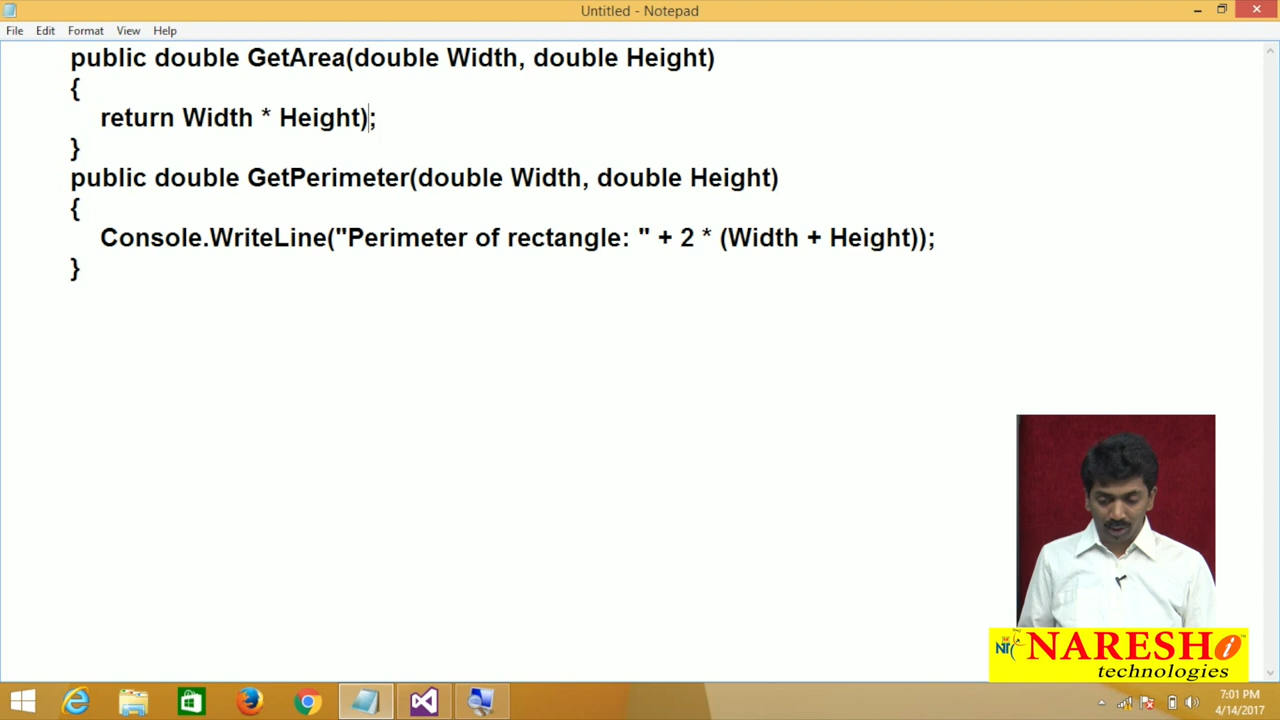 Untitled - Notepad
File Edit Format View Help
public double GetArea(double Width, double Height)
{
return Width * Height);
}
public double GetPerimeter(double Width, double Height)
{
Console.WriteLine("Perimeter of rectangle: " + 2 * (Width + Height));
}
NARESH i
technologies
7:01 PM
4/14/2017